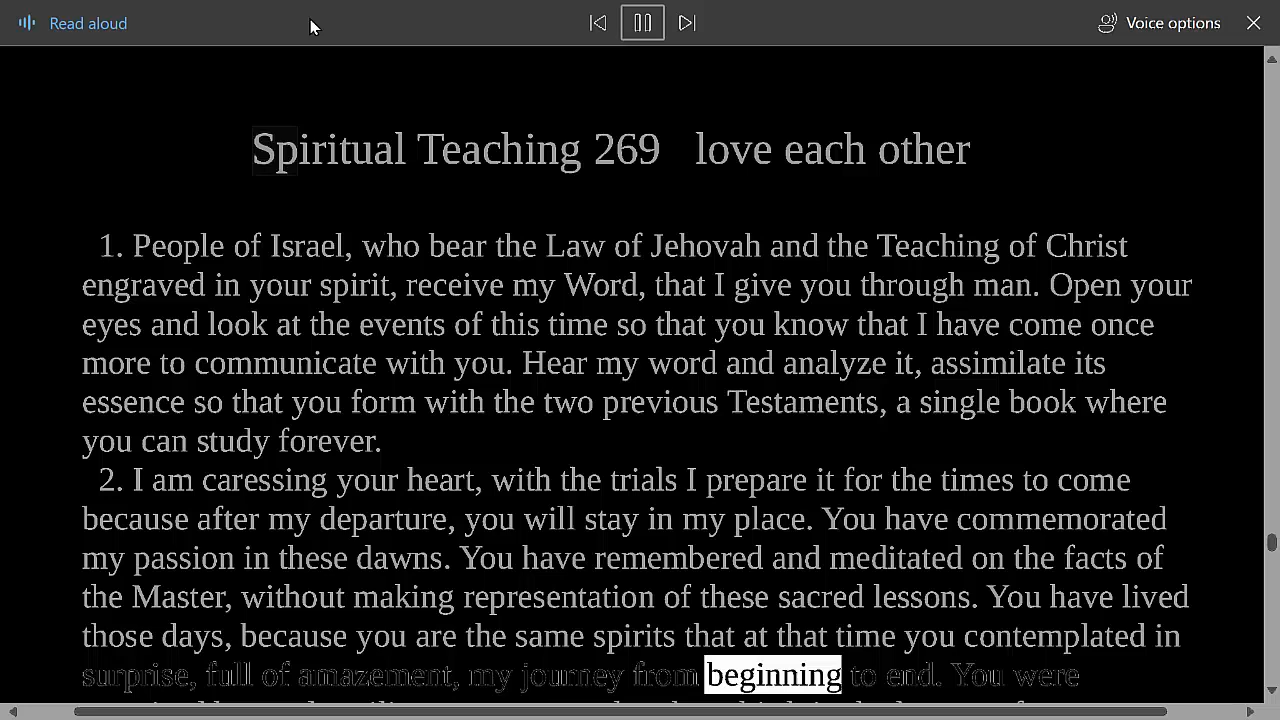 Read aloud
Voice options
Spiritual Teaching 269 love each other
1. People of Israel, who bear the Law of Jehovah and the Teaching of Christ
engraved in your spirit, receive my Word, that I give you through man. Open your
eyes and look at the events of this time so that you know that I have come once
more to communicate with you. Hear my word and analyze it, assimilate its
essence so that you form with the two previous Testaments, a single book where
you can study forever.
2. I am caressing your heart, with the trials I prepare it for the times to come
because after my departure, you will stay in my place. You have commemorated
my passion in these dawns. You have remembered and meditated on the facts of
the Master, without making representation of these sacred lessons. You have lived
those days, because you are the same spirits that at that time you contemplated in
surprise, full of amazement, my journey from beginning to end. You were